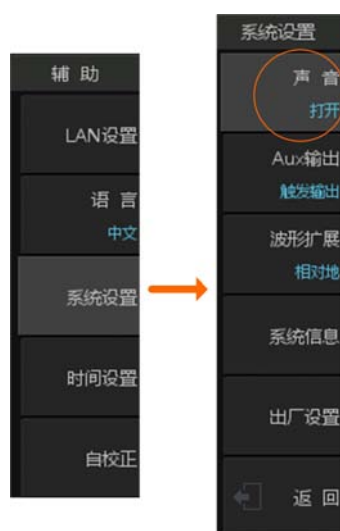 辅 助
LAN设置
语 言
中文
系统设置
时间设置
自校正
系统设置
声 音
打开
Aux输出
触发输出
波形扩展
相对地
系统信息
出厂设置
返 回